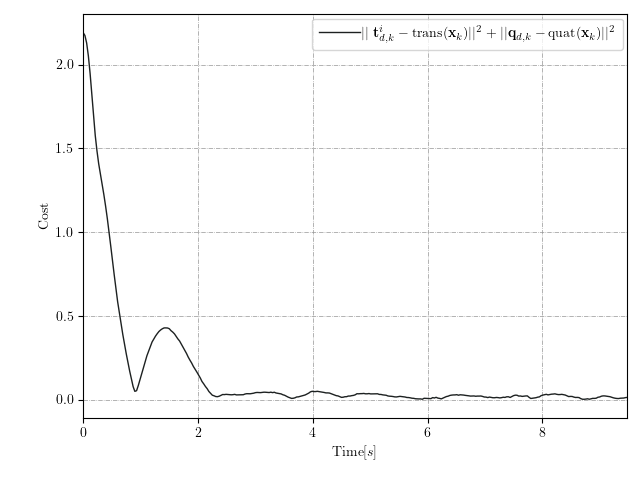 || t^i_{d,k} − trans(x_k)||^2 + ||q_{d,k} − quat(x_k)||^2
2.0
1.5
1.0
0.5
0.0
Cost
0 2 4 6 8
Time[s]